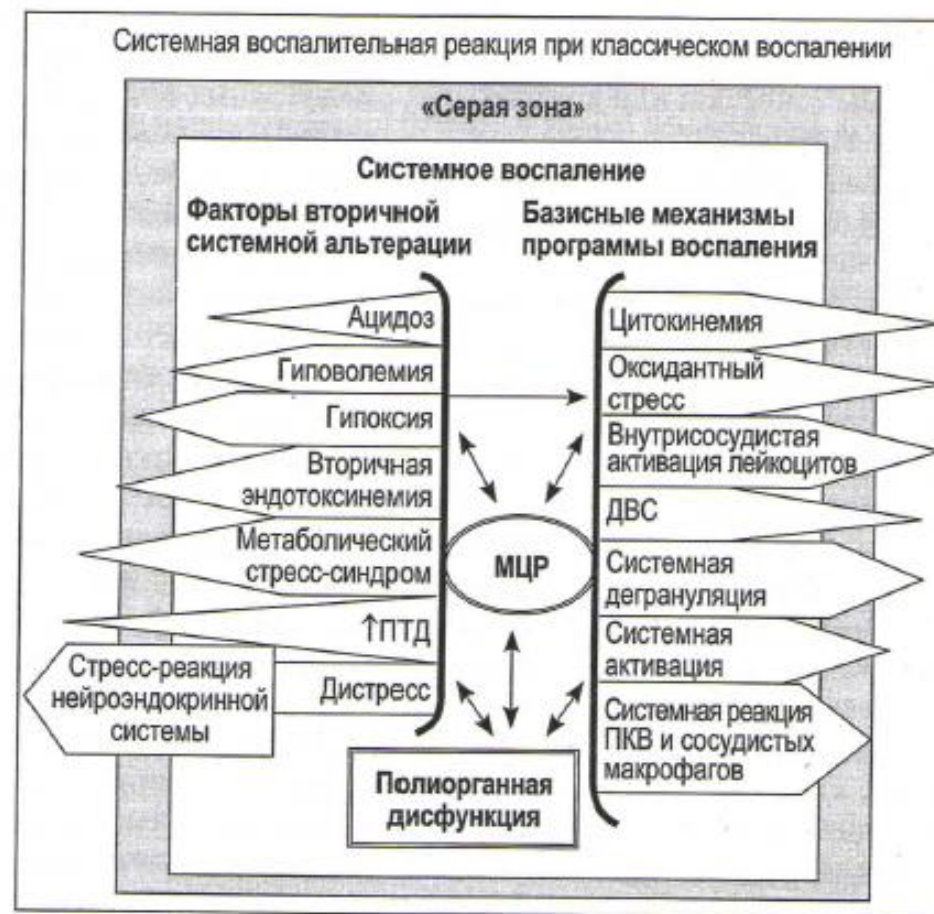 Системная воспалительная реакция при классическом воспалении
«Серая зона»
Системное воспаление
Факторы вторичной
системной альтерации
Базисные механизмы
программы воспаления
Ацидоз
Гиповолемия
Гипоксия
Вторичная
эндотоксинемия
Метаболический
стресс-синдром
↑ПТД
Стресс-реакция
нейроэндокринной
системы
Дистресс
МЦР
Полиорганная
дисфункция
Цитокинемия
Оксидантный
стресс
Внутрисосудистая
активация лейкоцитов
ДВС
Системная
дегрануляция
Системная
активация
Системная реакция
ПКВ и сосудистых
макрофагов